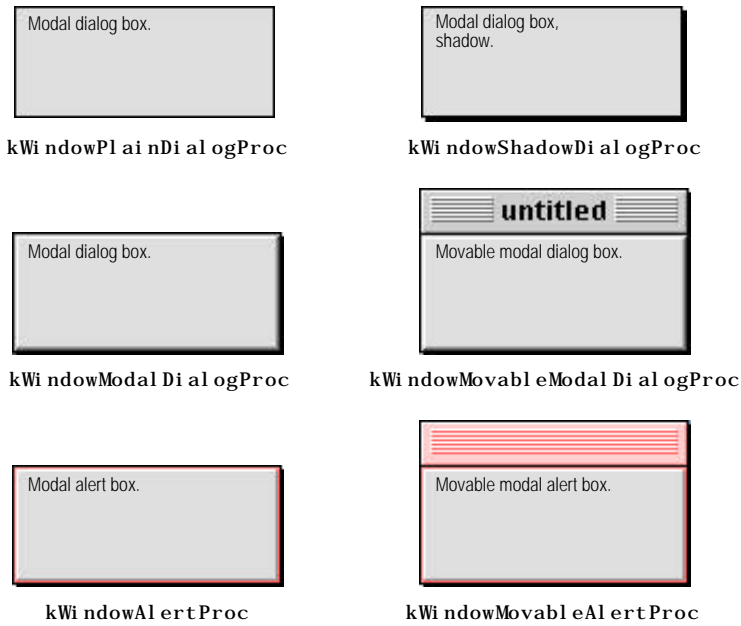 Modal dialog box.
Modal dialog box,
shadow.
kWindowPlainDialogProc
kWindowShadowDialogProc
untitled
Modal dialog box.
Movable modal dialog box.
kWindowModalDialogProc
kWindowMovableModalDialogProc
Modal alert box.
Movable modal alert box.
kWindowAlertProc
kWindowMovableAlertProc